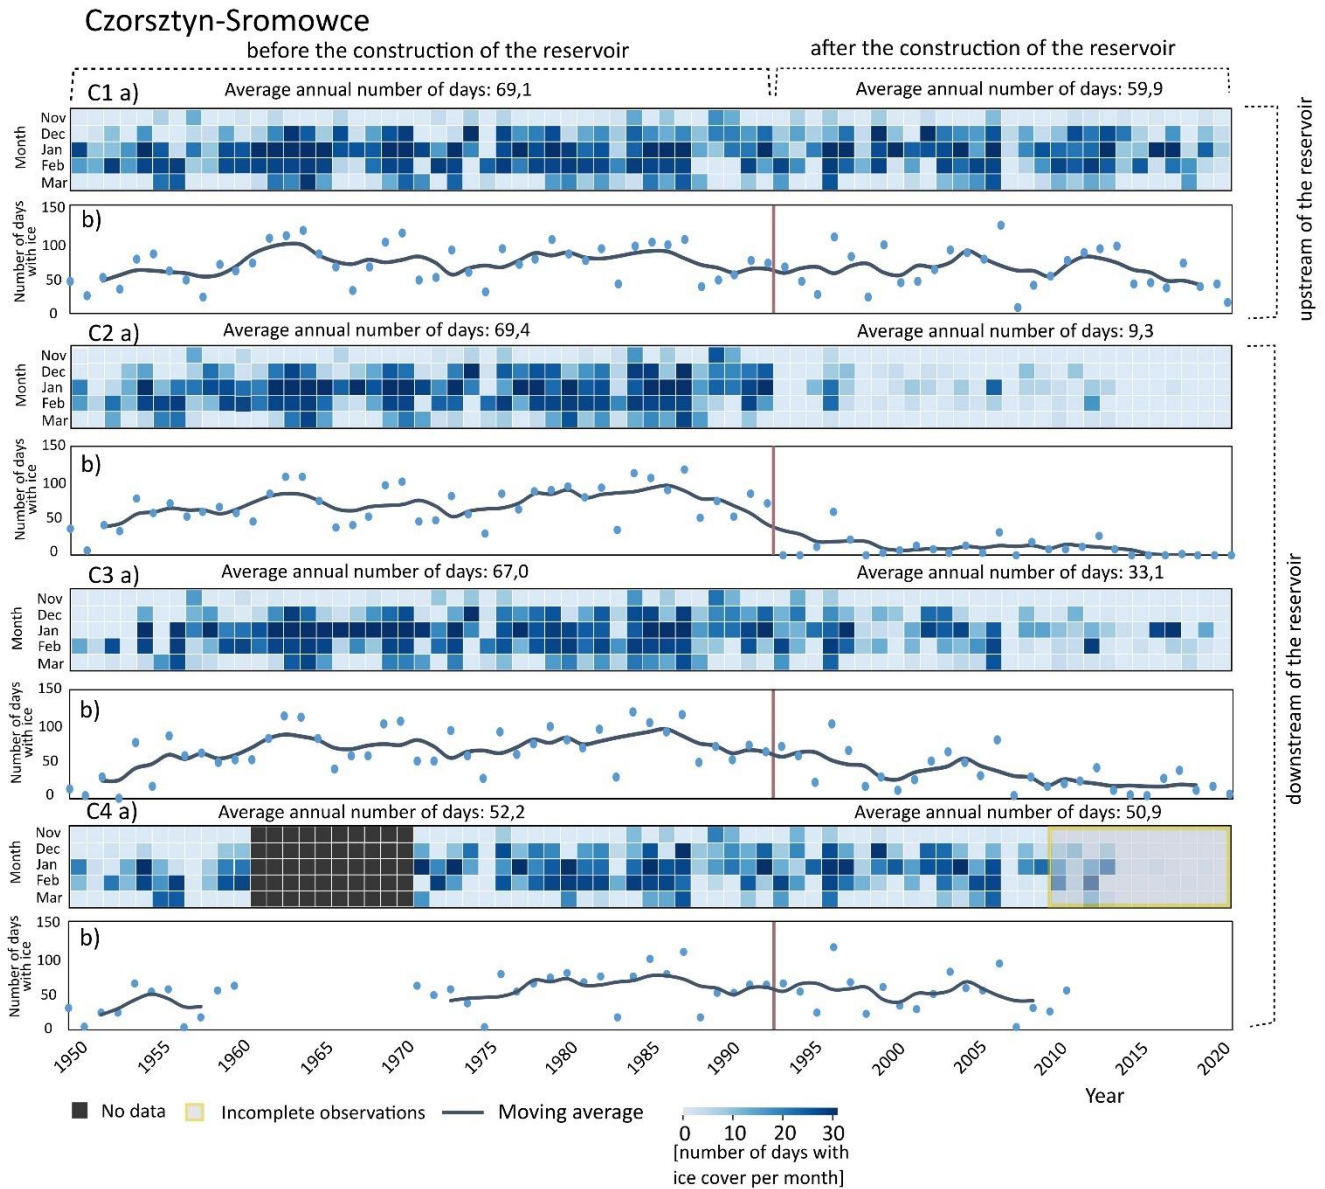 Czorsztyn-Sromowce
before the construction of the reservoir
after the construction of the reservoir
C1 a)
Average annual number of days: 69,1
Average annual number of days: 59,9
Month
Nov
Dec
Jan
Feb
Mar
b)
Number of days
with ice
150
100
50
0
upstream of the reservoir
C2 a)
Average annual number of days: 69,4
Average annual number of days: 9,3
Month
Nov
Dec
Jan
Feb
Mar
b)
Number of days
with ice
150
100
50
0
C3 a)
Average annual number of days: 67,0
Average annual number of days: 33,1
Month
Nov
Dec
Jan
Feb
Mar
b)
Number of days
with ice
150
100
50
0
C4 a)
Average annual number of days: 52,2
Average annual number of days: 50,9
Month
Nov
Dec
Jan
Feb
Mar
b)
Number of days
with ice
150
100
50
0
downstream of the reservoir
1950 1955 1960 1965 1970 1975 1980 1985 1990 1995 2000 2005 2010 2015 2020
Year
No data
Incomplete observations
Moving average
0 10 20 30
[number of days with
ice cover per month]